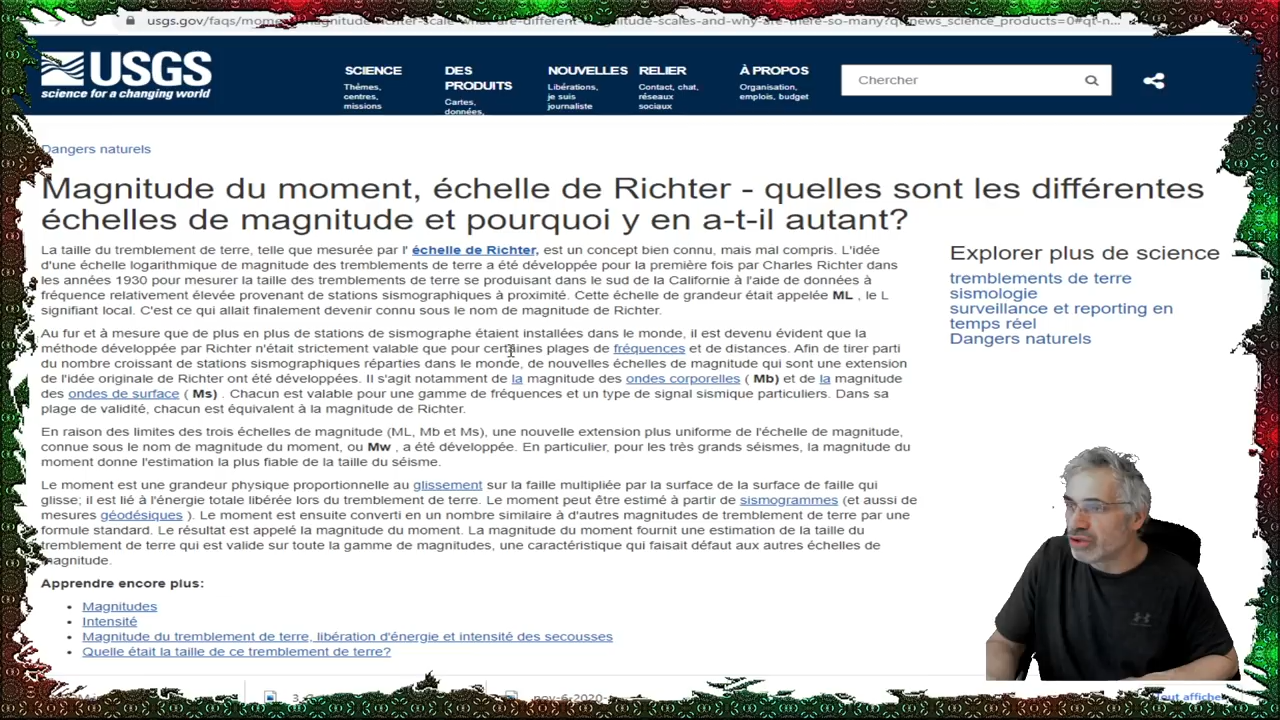 usgs.gov/faqs/mome
magnitude-scales-and-why-are-there-so-many?qt-news_science_products=0#qt-n...
USGS
science for a changing world
SCIENCE
Thèmes,
centres,
missions
DES
PRODUITS
Cartes,
données,
NOUVELLES
Libérations,
je suis
journaliste
RELIER
Contact, chat,
réseaux
sociaux
À PROPOS
Organisation,
emplois, budget
Chercher
Dangers naturels
Magnitude du moment, échelle de Richter - quelles sont les différentes
échelles de magnitude et pourquoi y en a-t-il autant?
La taille du tremblement de terre, telle que mesurée par l' échelle de Richter, est un concept bien connu, mais mal compris. L'idée
d'une échelle logarithmique de magnitude des tremblements de terre a été développée pour la première fois par Charles Richter dans
les années 1930 pour mesurer la taille des tremblements de terre se produisant dans le sud de la Californie à l'aide de données à
fréquence relativement élevée provenant de stations sismographiques à proximité. Cette échelle de grandeur était appelée ML , le L
signifiant local. C'est ce qui allait finalement devenir connu sous le nom de magnitude de Richter.
Au fur et à mesure que de plus en plus de stations de sismographe étaient installées dans le monde, il est devenu évident que la
méthode développée par Richter n'était strictement valable que pour certaines plages de fréquences et de distances. Afin de tirer parti
du nombre croissant de stations sismographiques réparties dans le monde, de nouvelles échelles de magnitude qui sont une extension
de l'idée originale de Richter ont été développées. Il s'agit notamment de la magnitude des ondes corporelles ( Mb) et de la magnitude
des ondes de surface ( Ms) . Chacun est valable pour une gamme de fréquences et un type de signal sismique particuliers. Dans sa
plage de validité, chacun est équivalent à la magnitude de Richter.
En raison des limites des trois échelles de magnitude (ML, Mb et Ms), une nouvelle extension plus uniforme de l'échelle de magnitude,
connue sous le nom de magnitude du moment, ou Mw , a été développée. En particulier, pour les très grands séismes, la magnitude du
moment donne l'estimation la plus fiable de la taille du séisme.
Le moment est une grandeur physique proportionnelle au glissement sur la faille multipliée par la surface de la surface de faille qui
glisse; il est lié à l'énergie totale libérée lors du tremblement de terre. Le moment peut être estimé à partir de sismogrammes (et aussi de
mesures géodésiques ). Le moment est ensuite converti en un nombre similaire à d'autres magnitudes de tremblement de terre par une
formule standard. Le résultat est appelé la magnitude du moment. La magnitude du moment fournit une estimation de la taille du
tremblement de terre qui est valide sur toute la gamme de magnitudes, une caractéristique qui faisait défaut aux autres échelles de
magnitude.
Apprendre encore plus:
Magnitudes
Intensité
Magnitude du tremblement de terre, libération d'énergie et intensité des secousses
Quelle était la taille de ce tremblement de terre?
Explorer plus de science
tremblements de terre
sismologie
surveillance et reporting en
temps réel
Dangers naturels
nov-6-2020-